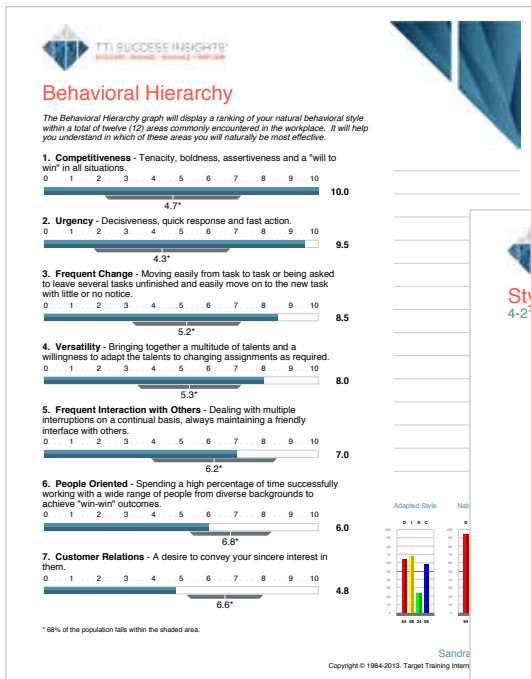 TTI SUCCESS INSIGHTS®
Behavioral Hierarchy
The Behavioral Hierarchy graph will display a ranking of your natural behavioral style
within a total of twelve (12) areas commonly encountered in the workplace. It will help
you understand in which of these areas you will naturally be most effective.
1. Competitiveness - Tenacity, boldness, assertiveness and a "will to
win" in all situations.
0 . . . . 1 . . . . 2 . . . . 3 . . . . 4 . . . . 5 . . . . 6 . . . . 7 . . . . 8 . . . . 9 . . . . 10
10.0
4.7*
2. Urgency - Decisiveness, quick response and fast action.
0 . . . . 1 . . . . 2 . . . . 3 . . . . 4 . . . . 5 . . . . 6 . . . . 7 . . . . 8 . . . . 9 . . . . 10
9.5
4.3*
3. Frequent Change - Moving easily from task to task or being asked
to leave several tasks unfinished and easily move on to the new task
with little or no notice.
0 . . . . 1 . . . . 2 . . . . 3 . . . . 4 . . . . 5 . . . . 6 . . . . 7 . . . . 8 . . . . 9 . . . . 10
8.5
5.2*
4. Versatility - Bringing together a multitude of talents and a
willingness to adapt the talents to changing assignments as required.
0 . . . . 1 . . . . 2 . . . . 3 . . . . 4 . . . . 5 . . . . 6 . . . . 7 . . . . 8 . . . . 9 . . . . 10
8.0
5.3*
5. Frequent Interaction with Others - Dealing with multiple
interruptions on a continual basis, always maintaining a friendly
interface with others.
0 . . . . 1 . . . . 2 . . . . 3 . . . . 4 . . . . 5 . . . . 6 . . . . 7 . . . . 8 . . . . 9 . . . . 10
7.0
6.2*
6. People Oriented - Spending a high percentage of time successfully
working with a wide range of people from diverse backgrounds to
achieve "win-win" outcomes.
0 . . . . 1 . . . . 2 . . . . 3 . . . . 4 . . . . 5 . . . . 6 . . . . 7 . . . . 8 . . . . 9 . . . . 10
6.0
6.8*
7. Customer Relations - A desire to convey your sincere interest in
them.
0 . . . . 1 . . . . 2 . . . . 3 . . . . 4 . . . . 5 . . . . 6 . . . . 7 . . . . 8 . . . . 9 . . . . 10
4.8
6.6*
* 68% of the population falls within the shaded area.
Sty
4-2
Adapted Style
Natu
D I S C
D
100
90
80
70
60
50
40
30
20
10
0
Sandra
Copyright © 1984-2013. Target Training Intern